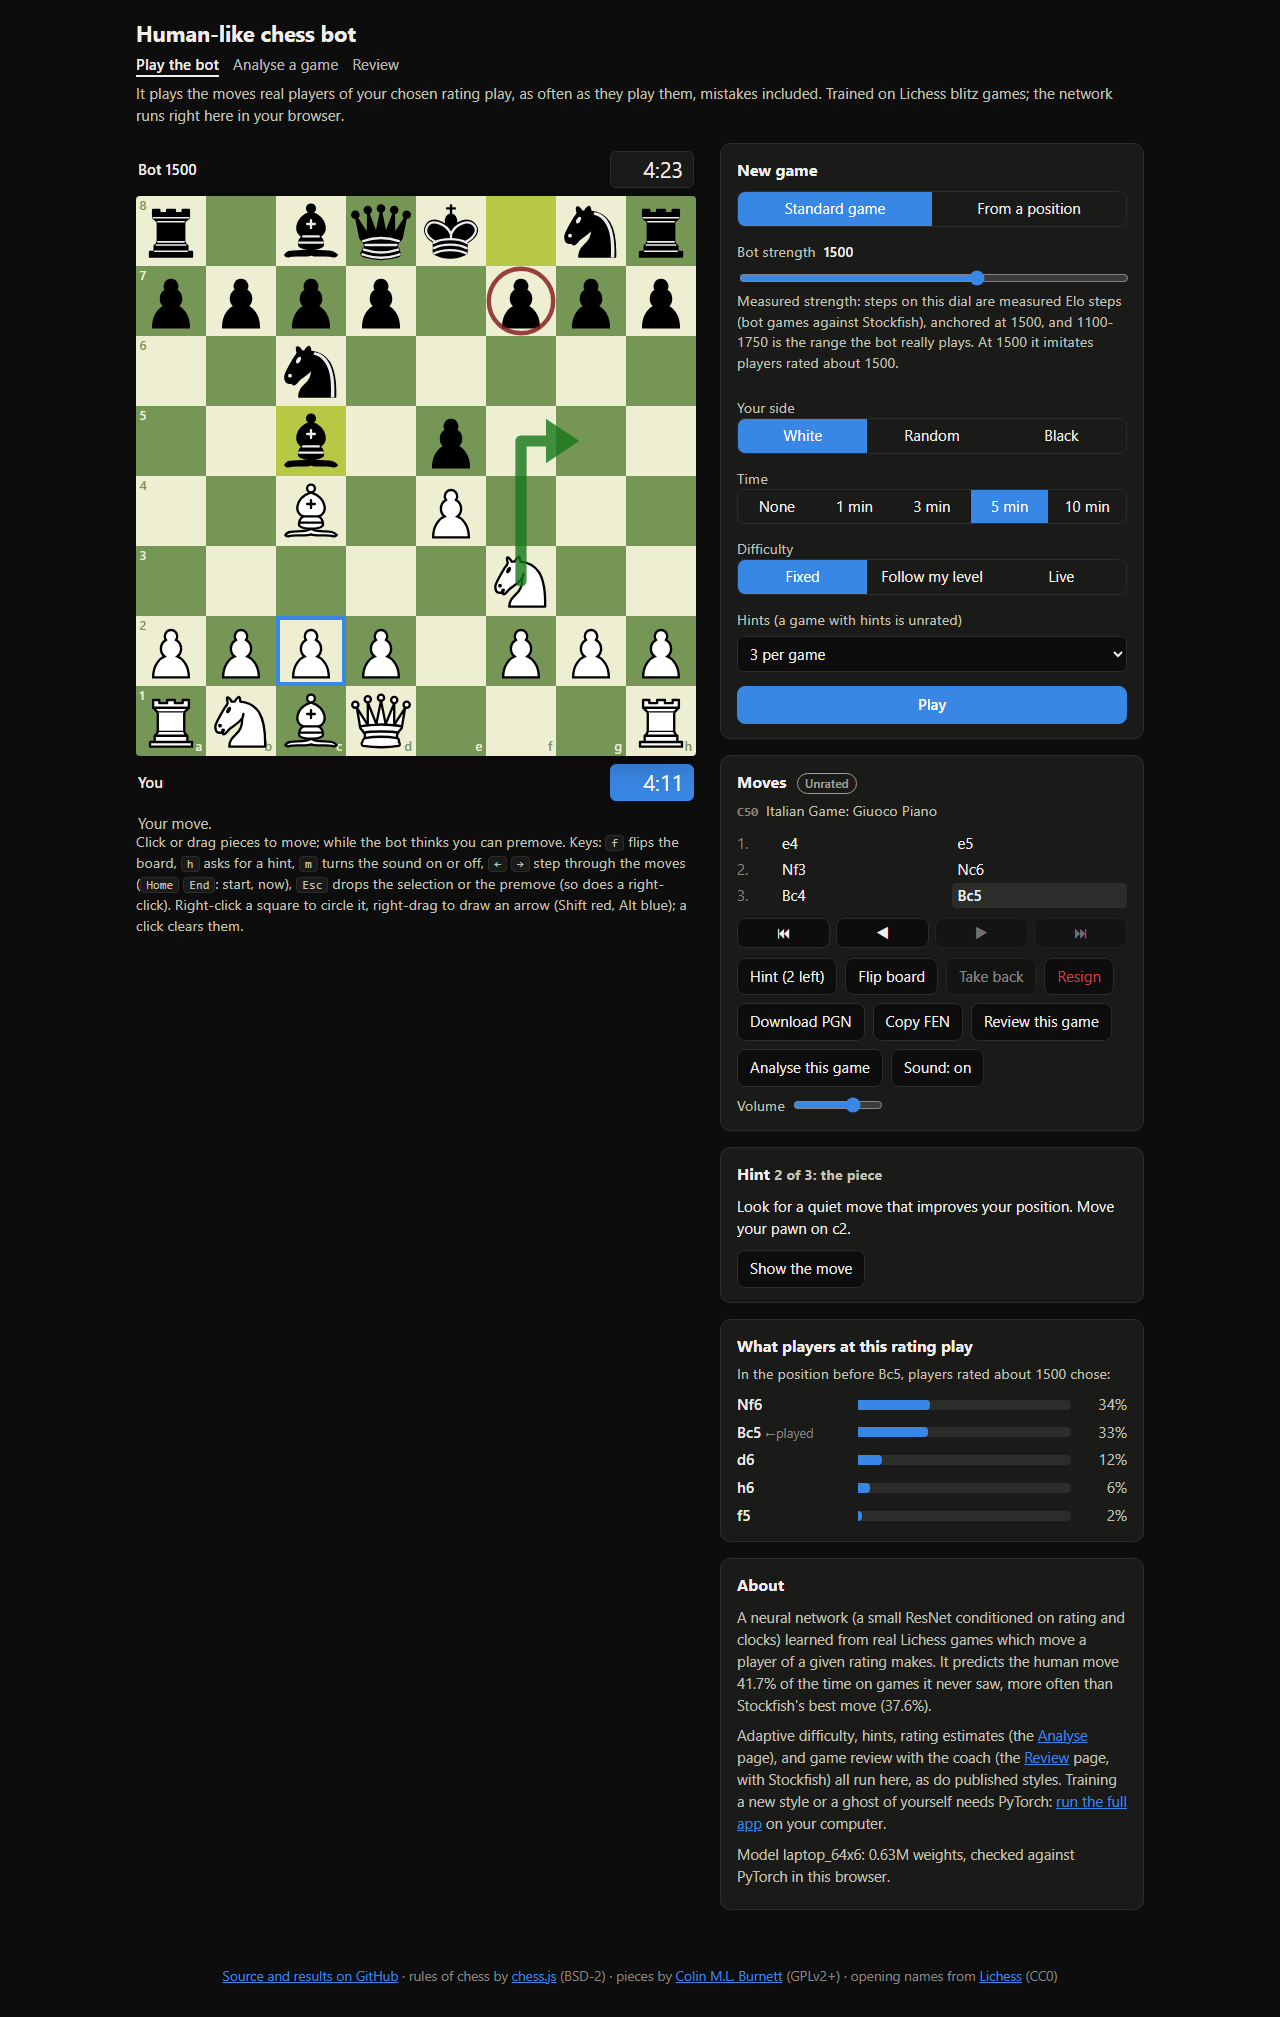 Human-like chess bot
Play the bot Analyse a game Review
It plays the moves real players of your chosen rating play, as often as they play them, mistakes included. Trained on Lichess blitz games; the network
runs right here in your browser.
Bot 1500 4:23
8
7
6
5
4
3
2
1
a b c d e f g h
You 4:11
Your move.
Click or drag pieces to move; while the bot thinks you can premove. Keys: f flips the
board, h asks for a hint, m turns the sound on or off, ← → step through the moves
(Home End: start, now), Esc drops the selection or the premove (so does a right-
click). Right-click a square to circle it, right-drag to draw an arrow (Shift red, Alt blue); a
click clears them.
New game
Standard game From a position
Bot strength 1500
Measured strength: steps on this dial are measured Elo steps
(bot games against Stockfish), anchored at 1500, and 1100-
1750 is the range the bot really plays. At 1500 it imitates
players rated about 1500.
Your side
White Random Black
Time
None 1 min 3 min 5 min 10 min
Difficulty
Fixed Follow my level Live
Hints (a game with hints is unrated)
3 per game
Play
Moves Unrated
C50 Italian Game: Giuoco Piano
1. e4 e5
2. Nf3 Nc6
3. Bc4 Bc5
Hint (2 left) Flip board Take back Resign
Download PGN Copy FEN Review this game
Analyse this game Sound: on
Volume
Hint 2 of 3: the piece
Look for a quiet move that improves your position. Move
your pawn on c2.
Show the move
What players at this rating play
In the position before Bc5, players rated about 1500 chose:
Nf6 34%
Bc5 ←played 33%
d6 12%
h6 6%
f5 2%
About
A neural network (a small ResNet conditioned on rating and
clocks) learned from real Lichess games which move a
player of a given rating makes. It predicts the human move
41.7% of the time on games it never saw, more often than
Stockfish's best move (37.6%).
Adaptive difficulty, hints, rating estimates (the Analyse
page), and game review with the coach (the Review page,
with Stockfish) all run here, as do published styles. Training
a new style or a ghost of yourself needs PyTorch: run the full
app on your computer.
Model laptop_64x6: 0.63M weights, checked against
PyTorch in this browser.
Source and results on GitHub · rules of chess by chess.js (BSD-2) · pieces by Colin M.L. Burnett (GPLv2+) · opening names from Lichess (CC0)